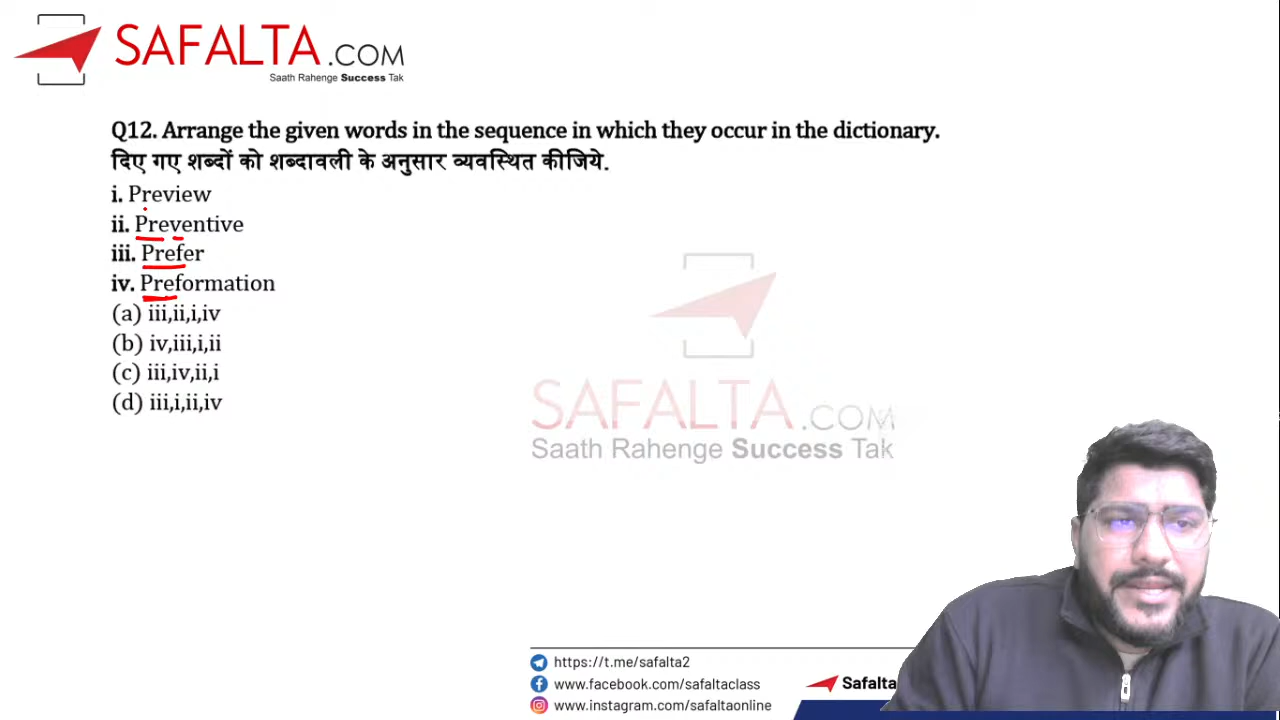 SAFALTA.COM
Saath Rahenge Success Tak
Q12. Arrange the given words in the sequence in which they occur in the dictionary.
दिए गए शब्दों को शब्दावली के अनुसार व्यवस्थित कीजिये.
i. Preview
ii. Preventive
iii. Prefer
iv. Preformation
(a) iii,ii,i,iv
(b) iv,iii,i,ii
(c) iii,iv,ii,i
(d) iii,i,ii,iv
SAFALTA.COM
Saath Rahenge Success Tak
https://t.me/safalta2
www.facebook.com/safaltaclass
www.instagram.com/safaltaonline
Safalta